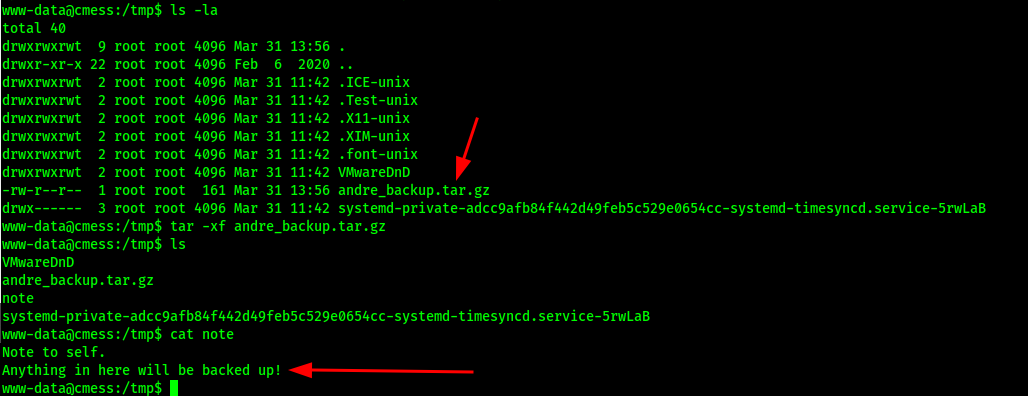 www-data@cmess:/tmp$ ls -la
total 40
drwxrwxrwt  9 root root 4096 Mar 31 13:56 .
drwxr-xr-x 22 root root 4096 Feb  6  2020 ..
drwxrwxrwt  2 root root 4096 Mar 31 11:42 .ICE-unix
drwxrwxrwt  2 root root 4096 Mar 31 11:42 .Test-unix
drwxrwxrwt  2 root root 4096 Mar 31 11:42 .X11-unix
drwxrwxrwt  2 root root 4096 Mar 31 11:42 .XIM-unix
drwxrwxrwt  2 root root 4096 Mar 31 11:42 .font-unix
drwxrwxrwt  2 root root 4096 Mar 31 11:42 VMwareDnD
-rw-r--r--  1 root root  161 Mar 31 13:56 andre_backup.tar.gz
drwx------  3 root root 4096 Mar 31 11:42 systemd-private-adcc9afb84f442d49feb5c529e0654cc-systemd-timesyncd.service-5rwLaB
www-data@cmess:/tmp$ tar -xf andre_backup.tar.gz
www-data@cmess:/tmp$ ls
VMwareDnD
andre_backup.tar.gz
note
systemd-private-adcc9afb84f442d49feb5c529e0654cc-systemd-timesyncd.service-5rwLaB
www-data@cmess:/tmp$ cat note
Note to self.
Anything in here will be backed up!
www-data@cmess:/tmp$